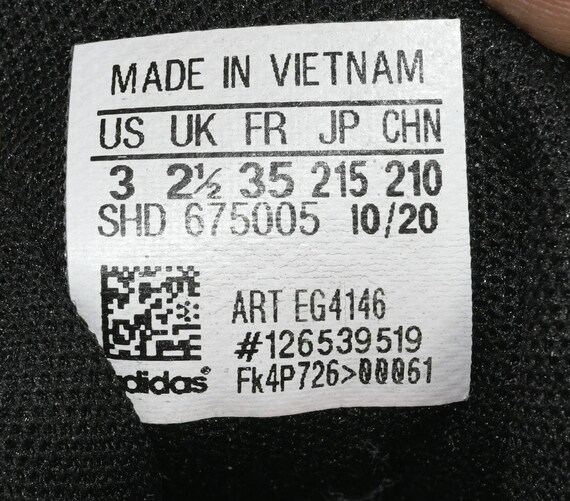 MADE IN VIETNAM
US UK FR JP CHN
3 2½ 35 215 210
SHD 675005 10/20
ART EG4146
#126539519
adidas® Fk4P726>00061